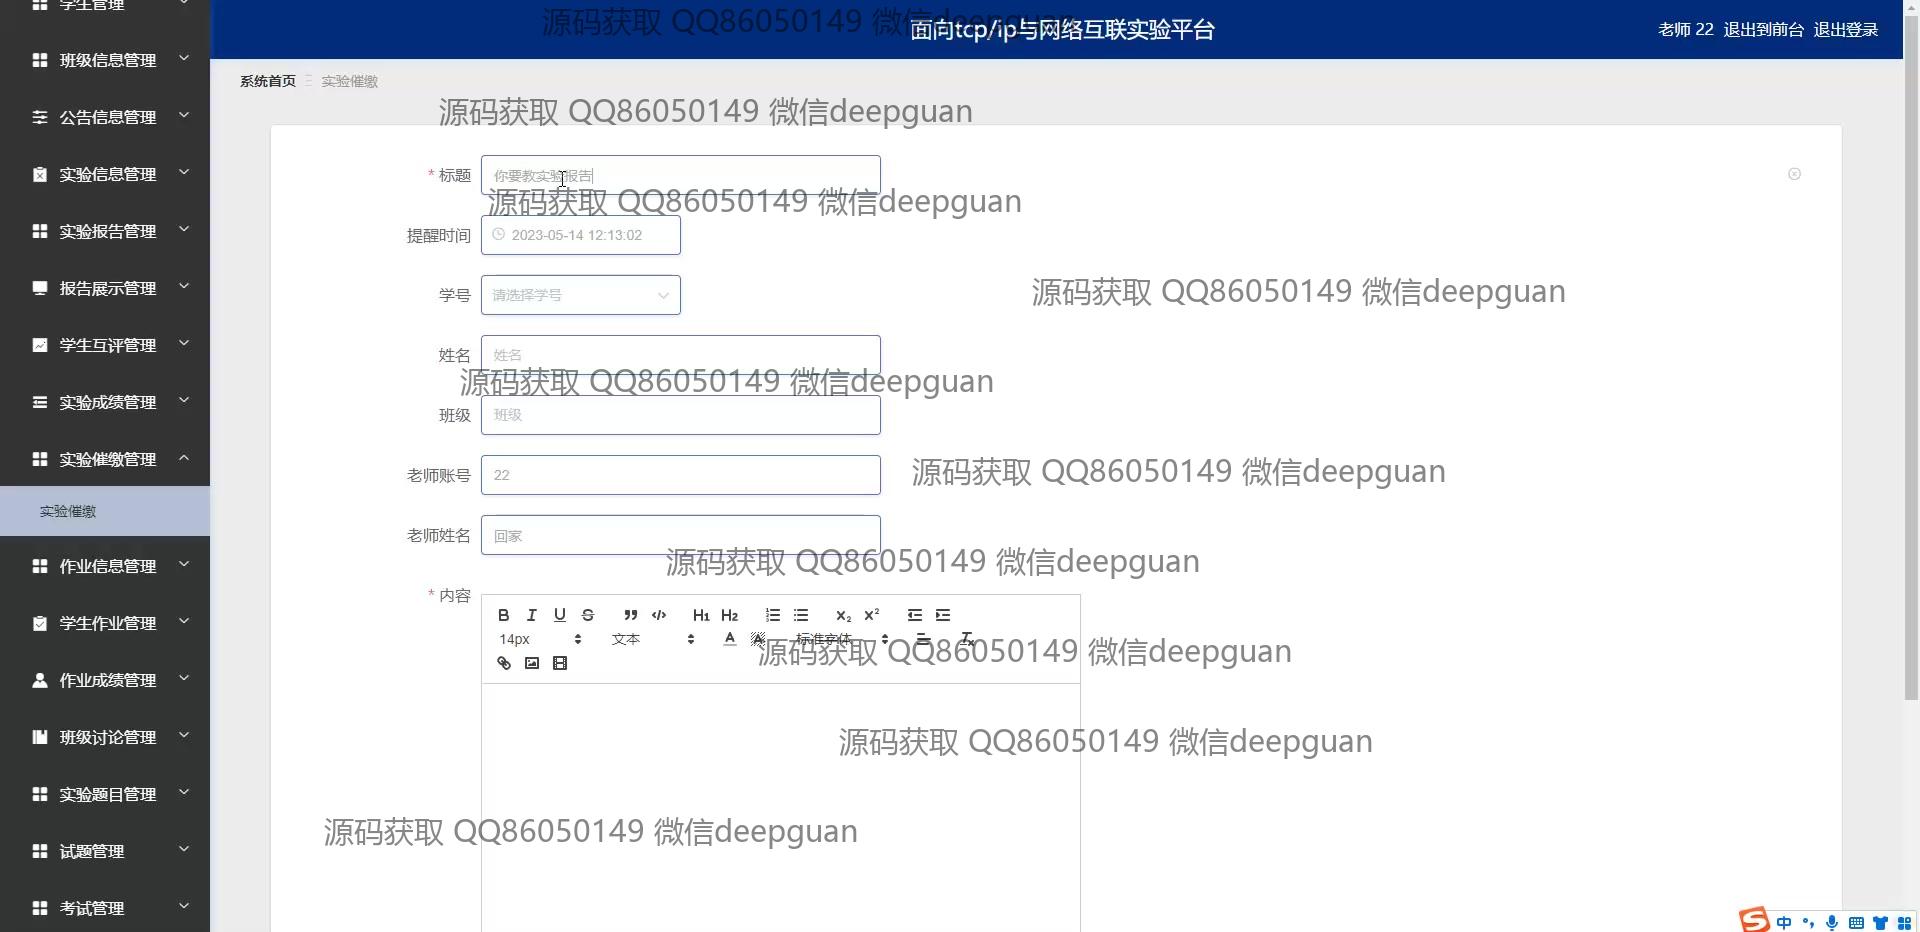 学生管理
源码获取 QQ86050149 微信deepguan
面向tcp/ip与网络互联实验平台
老师 22 退出到前台 退出登录
班级信息管理
系统首页 实验催缴
公告信息管理
源码获取 QQ86050149 微信deepguan
实验信息管理
* 标题 你要教实验报告
源码获取 QQ86050149 微信deepguan
实验报告管理
提醒时间 2023-05-14 12:13:02
报告展示管理
学号 请选择学号
源码获取 QQ86050149 微信deepguan
学生互评管理
姓名 姓名
源码获取 QQ86050149 微信deepguan
实验成绩管理
班级 班级
实验催缴管理
老师账号 22
源码获取 QQ86050149 微信deepguan
实验催缴
老师姓名 回家
作业信息管理
源码获取 QQ86050149 微信deepguan
* 内容
学生作业管理
B I U S H1 H2 X2 X2
14px 文本 A A 标准字体 Tx
源码获取 QQ86050149 微信deepguan
作业成绩管理
班级讨论管理
源码获取 QQ86050149 微信deepguan
实验题目管理
源码获取 QQ86050149 微信deepguan
试题管理
考试管理
S 中